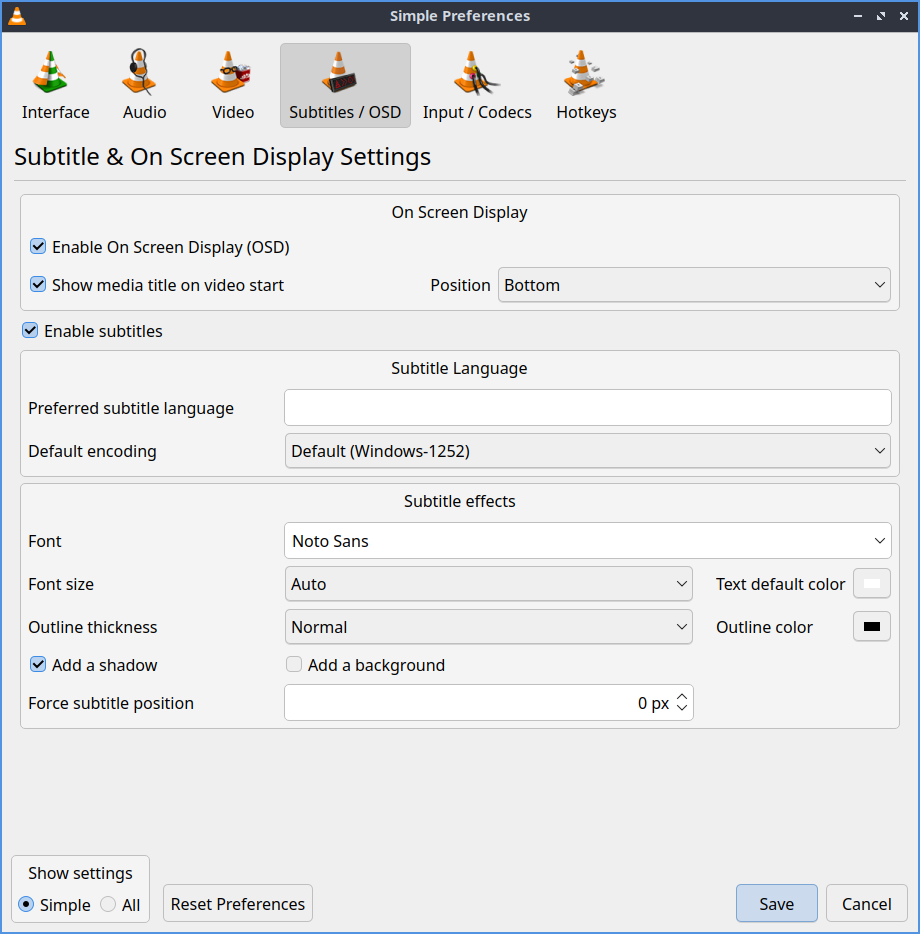 Simple Preferences
Interface Audio Video Subtitles / OSD Input / Codecs Hotkeys
Subtitle & On Screen Display Settings
On Screen Display
Enable On Screen Display (OSD)
Show media title on video start Position Bottom
Enable subtitles
Subtitle Language
Preferred subtitle language
Default encoding Default (Windows-1252)
Subtitle effects
Font Noto Sans
Font size Auto Text default color
Outline thickness Normal Outline color
Add a shadow Add a background
Force subtitle position 0 px
Show settings
Simple All Reset Preferences Save Cancel